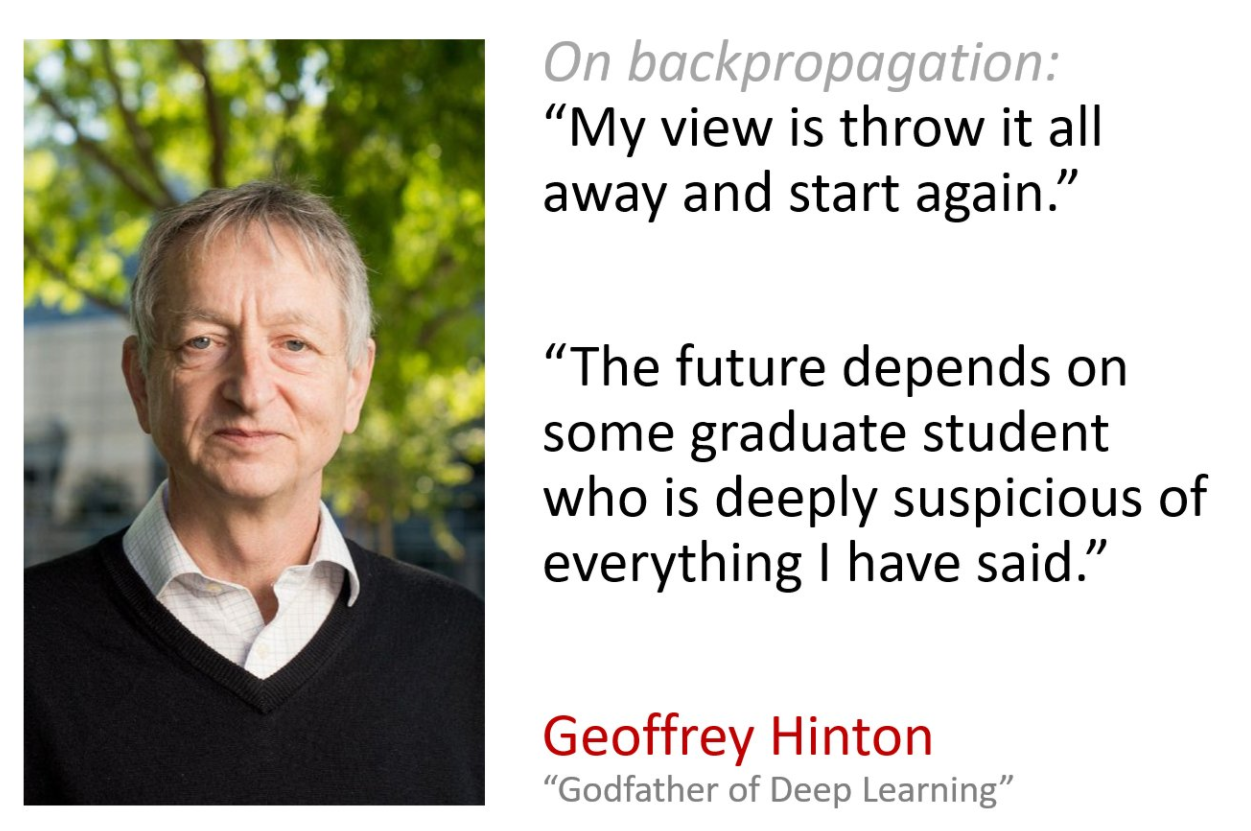 On backpropagation:
“My view is throw it all
away and start again.”
“The future depends on
some graduate student
who is deeply suspicious of
everything I have said.”
Geoffrey Hinton
“Godfather of Deep Learning”